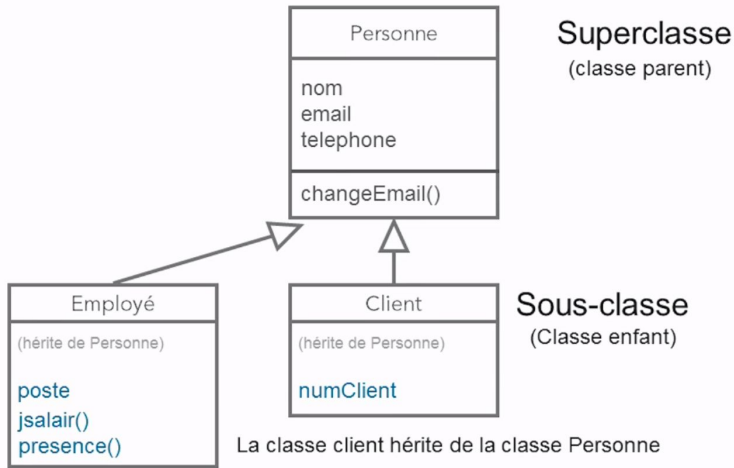 Personne
Superclasse
(classe parent)
nom
email
telephone
changeEmail()
Employé
(hérite de Personne)
poste
jsalair()
presence()
Client
(hérite de Personne)
numClient
Sous-classe
(Classe enfant)
La classe client hérite de la classe Personne